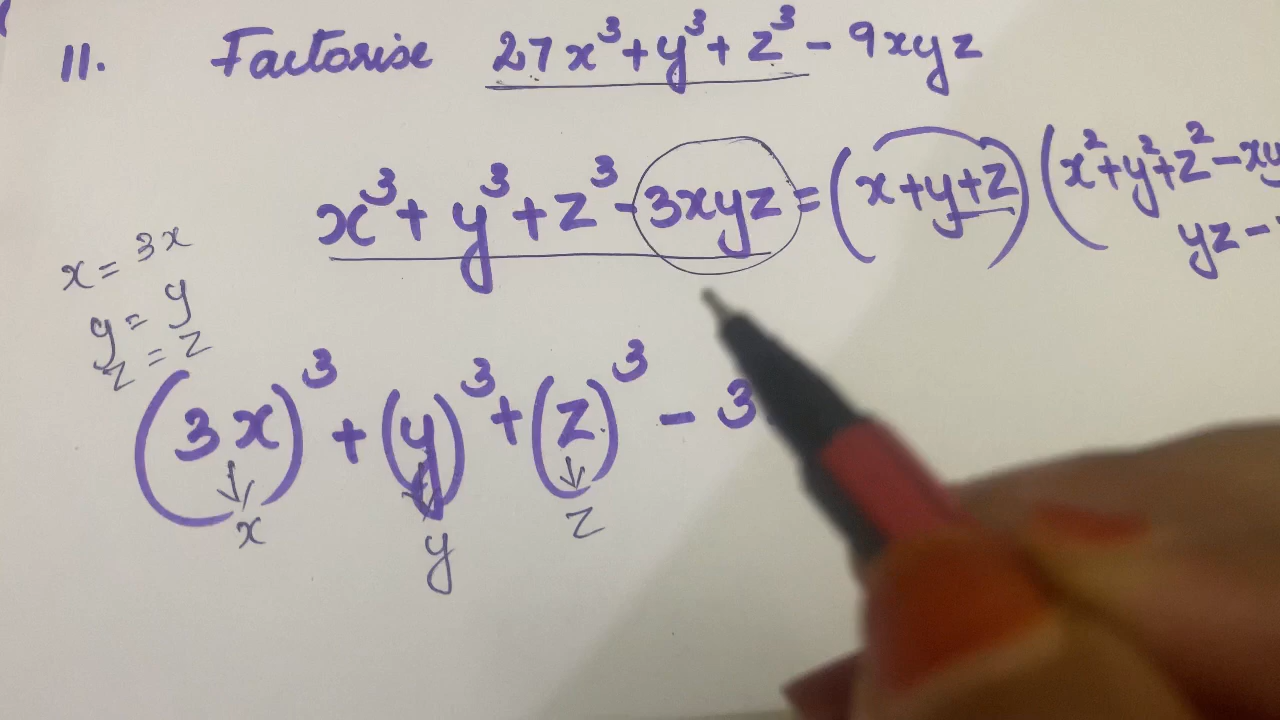 11. Factorise 27x³ + y³ + z³ - 9xyz
x³ + y³ + z³ - 3xyz = (x + y + z) (x² + y² + z² - xy
yz -
x = 3x
y = y
z = z
(3x)³ + (y)³ + (z)³ - 3
x y z